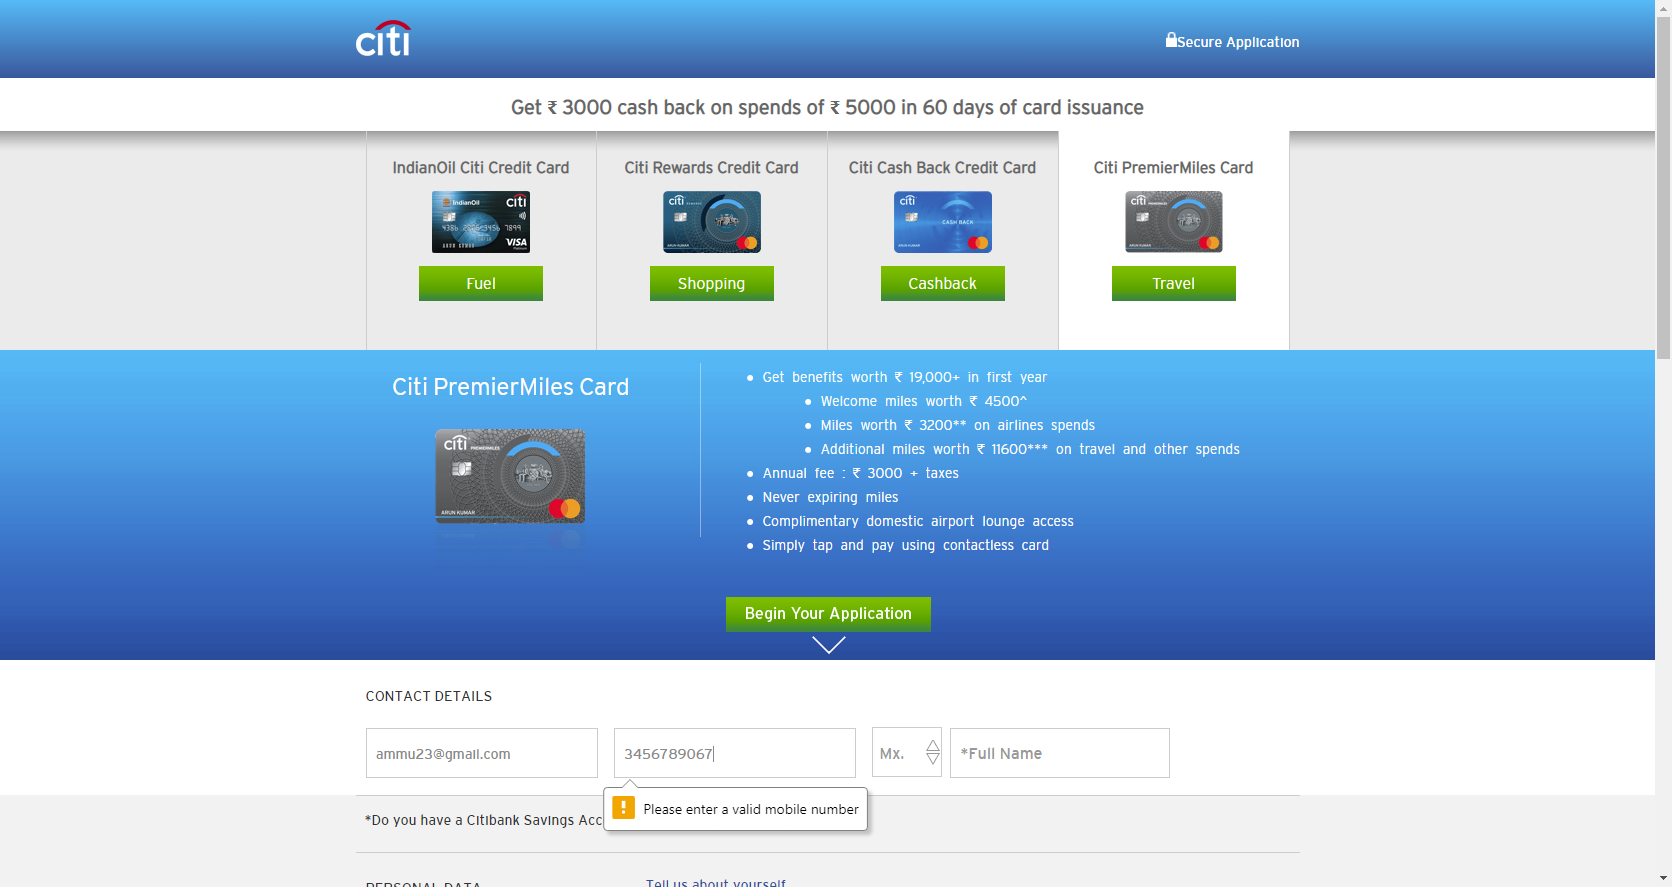 citi
Secure Application
Get ₹ 3000 cash back on spends of ₹ 5000 in 60 days of card issuance
IndianOil Citi Credit Card
Citi Rewards Credit Card
Citi Cash Back Credit Card
Citi PremierMiles Card
IndianOil citi
4386 2806 3456 7899
ARUN KUMAR
VISA
Platinum
citi REWARDS
ARUN KUMAR
citi
CASH BACK
ARUN KUMAR
citi PREMIERMILES
ARUN KUMAR
Fuel
Shopping
Cashback
Travel
Citi PremierMiles Card
citi PREMIERMILES
ARUN KUMAR
• Get benefits worth ₹ 19,000+ in first year
• Welcome miles worth ₹ 4500^
• Miles worth ₹ 3200** on airlines spends
• Additional miles worth ₹ 11600*** on travel and other spends
• Annual fee : ₹ 3000 + taxes
• Never expiring miles
• Complimentary domestic airport lounge access
• Simply tap and pay using contactless card
Begin Your Application
CONTACT DETAILS
ammu23@gmail.com
3456789067
Mx.
*Full Name
! Please enter a valid mobile number
*Do you have a Citibank Savings Acc
PERSONAL DATA
Tell us about yourself